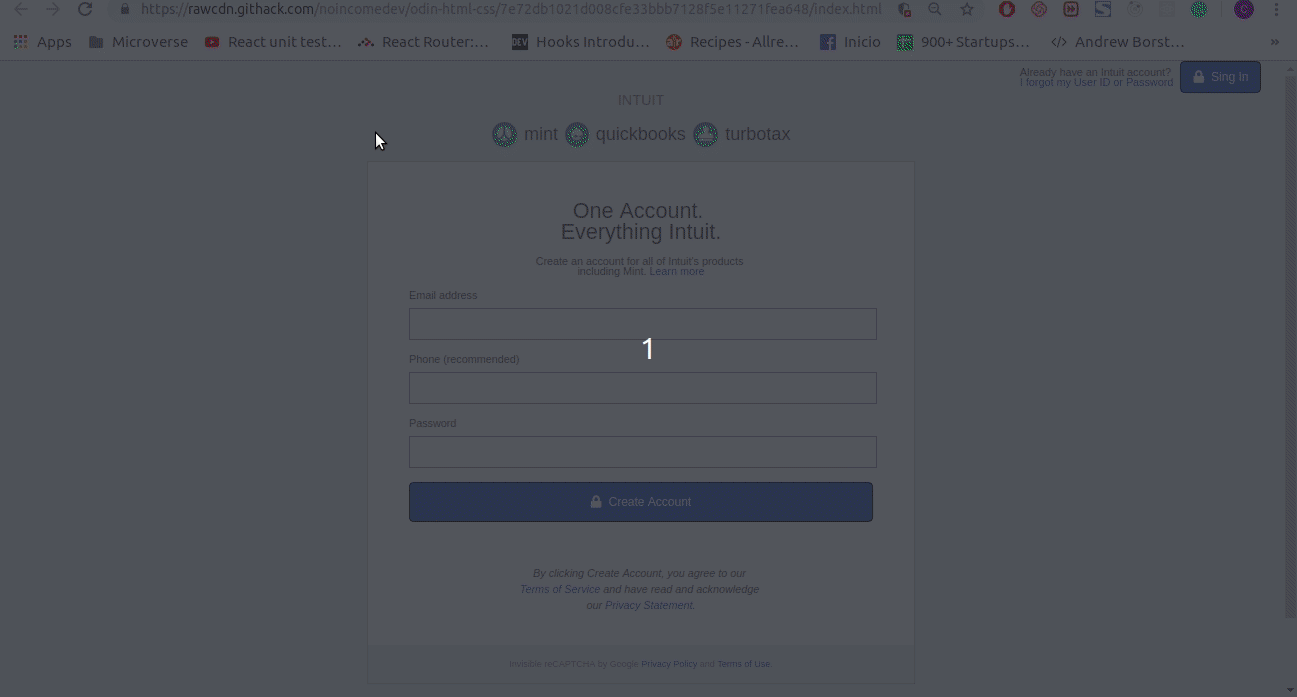 https://rawcdn.githack.com/noincomedev/odin-html-css/7e72db1021d008cfe33bbb7128f5e11271fea648/index.html
Apps Microverse React unit test... React Router:... DEV Hooks Introdu... Recipes - Allre... Inicio 900+ Startups... </> Andrew Borst... »
Already have an Intuit account?
I forgot my User ID or Password
Sing In
INTUIT
mint quickbooks turbotax
One Account.
Everything Intuit.
Create an account for all of Intuit's products
including Mint. Learn more
Email address
1
Phone (recommended)
Password
Create Account
By clicking Create Account, you agree to our
Terms of Service and have read and acknowledge
our Privacy Statement.
Invisible reCAPTCHA by Google Privacy Policy and Terms of Use